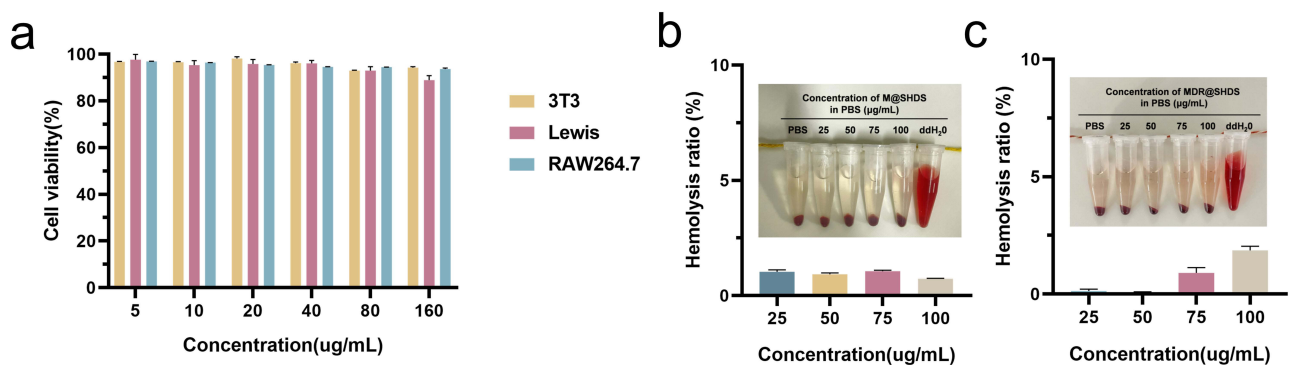 a
Cell viability(%)
100
80
60
40
20
0
5 10 20 40 80 160
Concentration(ug/mL)
3T3
Lewis
RAW264.7
b
Hemolysis ratio (%)
10
5
0
Concentration of M@SHDS
in PBS (µg/mL)
PBS 25 50 75 100 ddH₂0
25 50 75 100
Concentration(ug/mL)
c
Hemolysis ratio (%)
10
5
0
Concentration of MDR@SHDS
in PBS (µg/mL)
PBS 25 50 75 100 ddH₂0
25 50 75 100
Concentration(ug/mL)